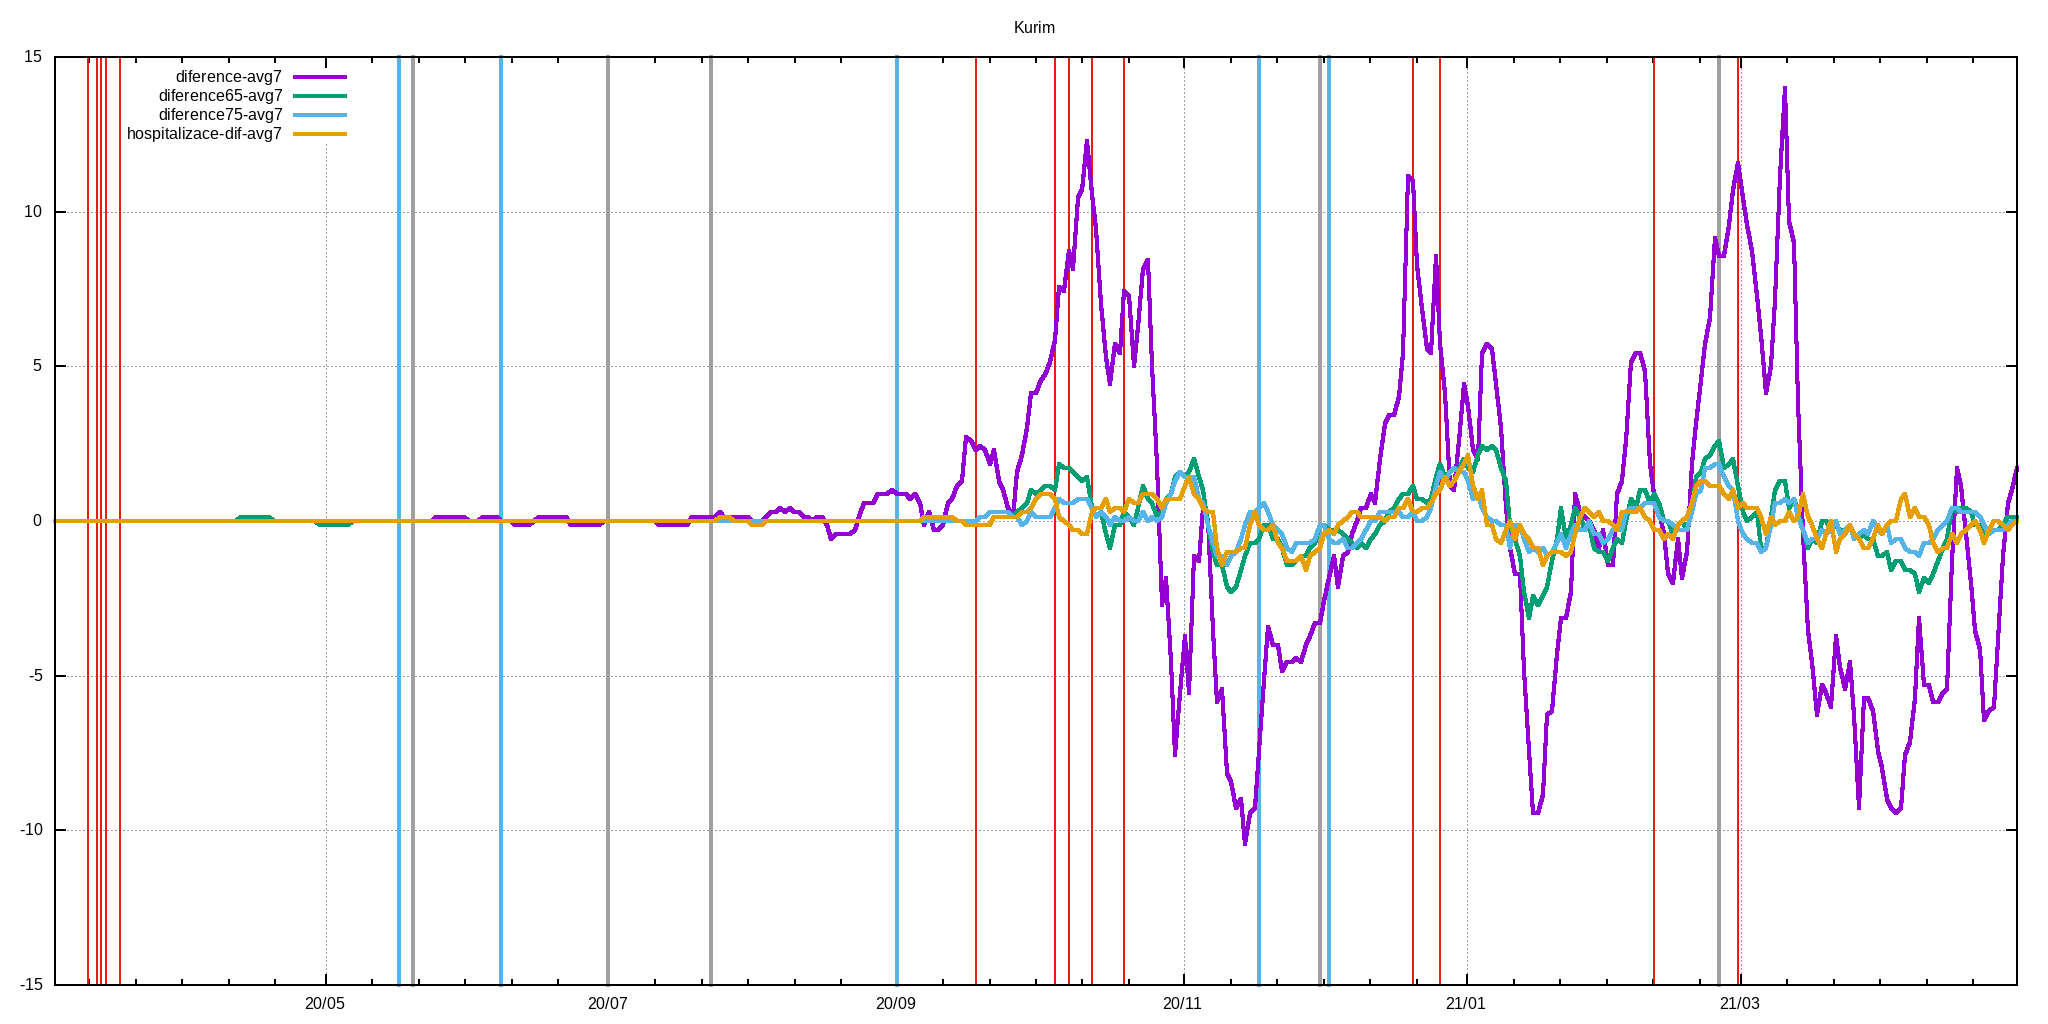 Kurim
15
diference-avg7
diference65-avg7
diference75-avg7
hospitalizace-dif-avg7
10
5
0
-5
-10
-15
20/05 20/07 20/09 20/11 21/01 21/03